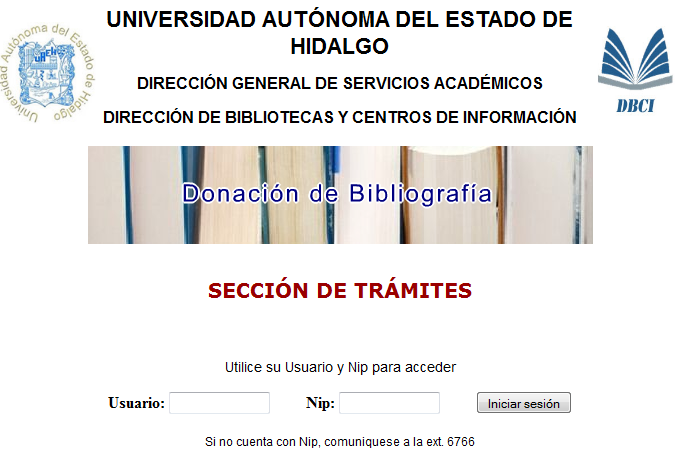 UNIVERSIDAD AUTÓNOMA DEL ESTADO DE
HIDALGO
DIRECCIÓN GENERAL DE SERVICIOS ACADÉMICOS
DIRECCIÓN DE BIBLIOTECAS Y CENTROS DE INFORMACIÓN
Universidad Autónoma del Estado de Hidalgo
DBCI
Donación de Bibliografía
SECCIÓN DE TRÁMITES
Utilice su Usuario y Nip para acceder
Usuario: Nip: Iniciar sesión
Si no cuenta con Nip, comuniquese a la ext. 6766